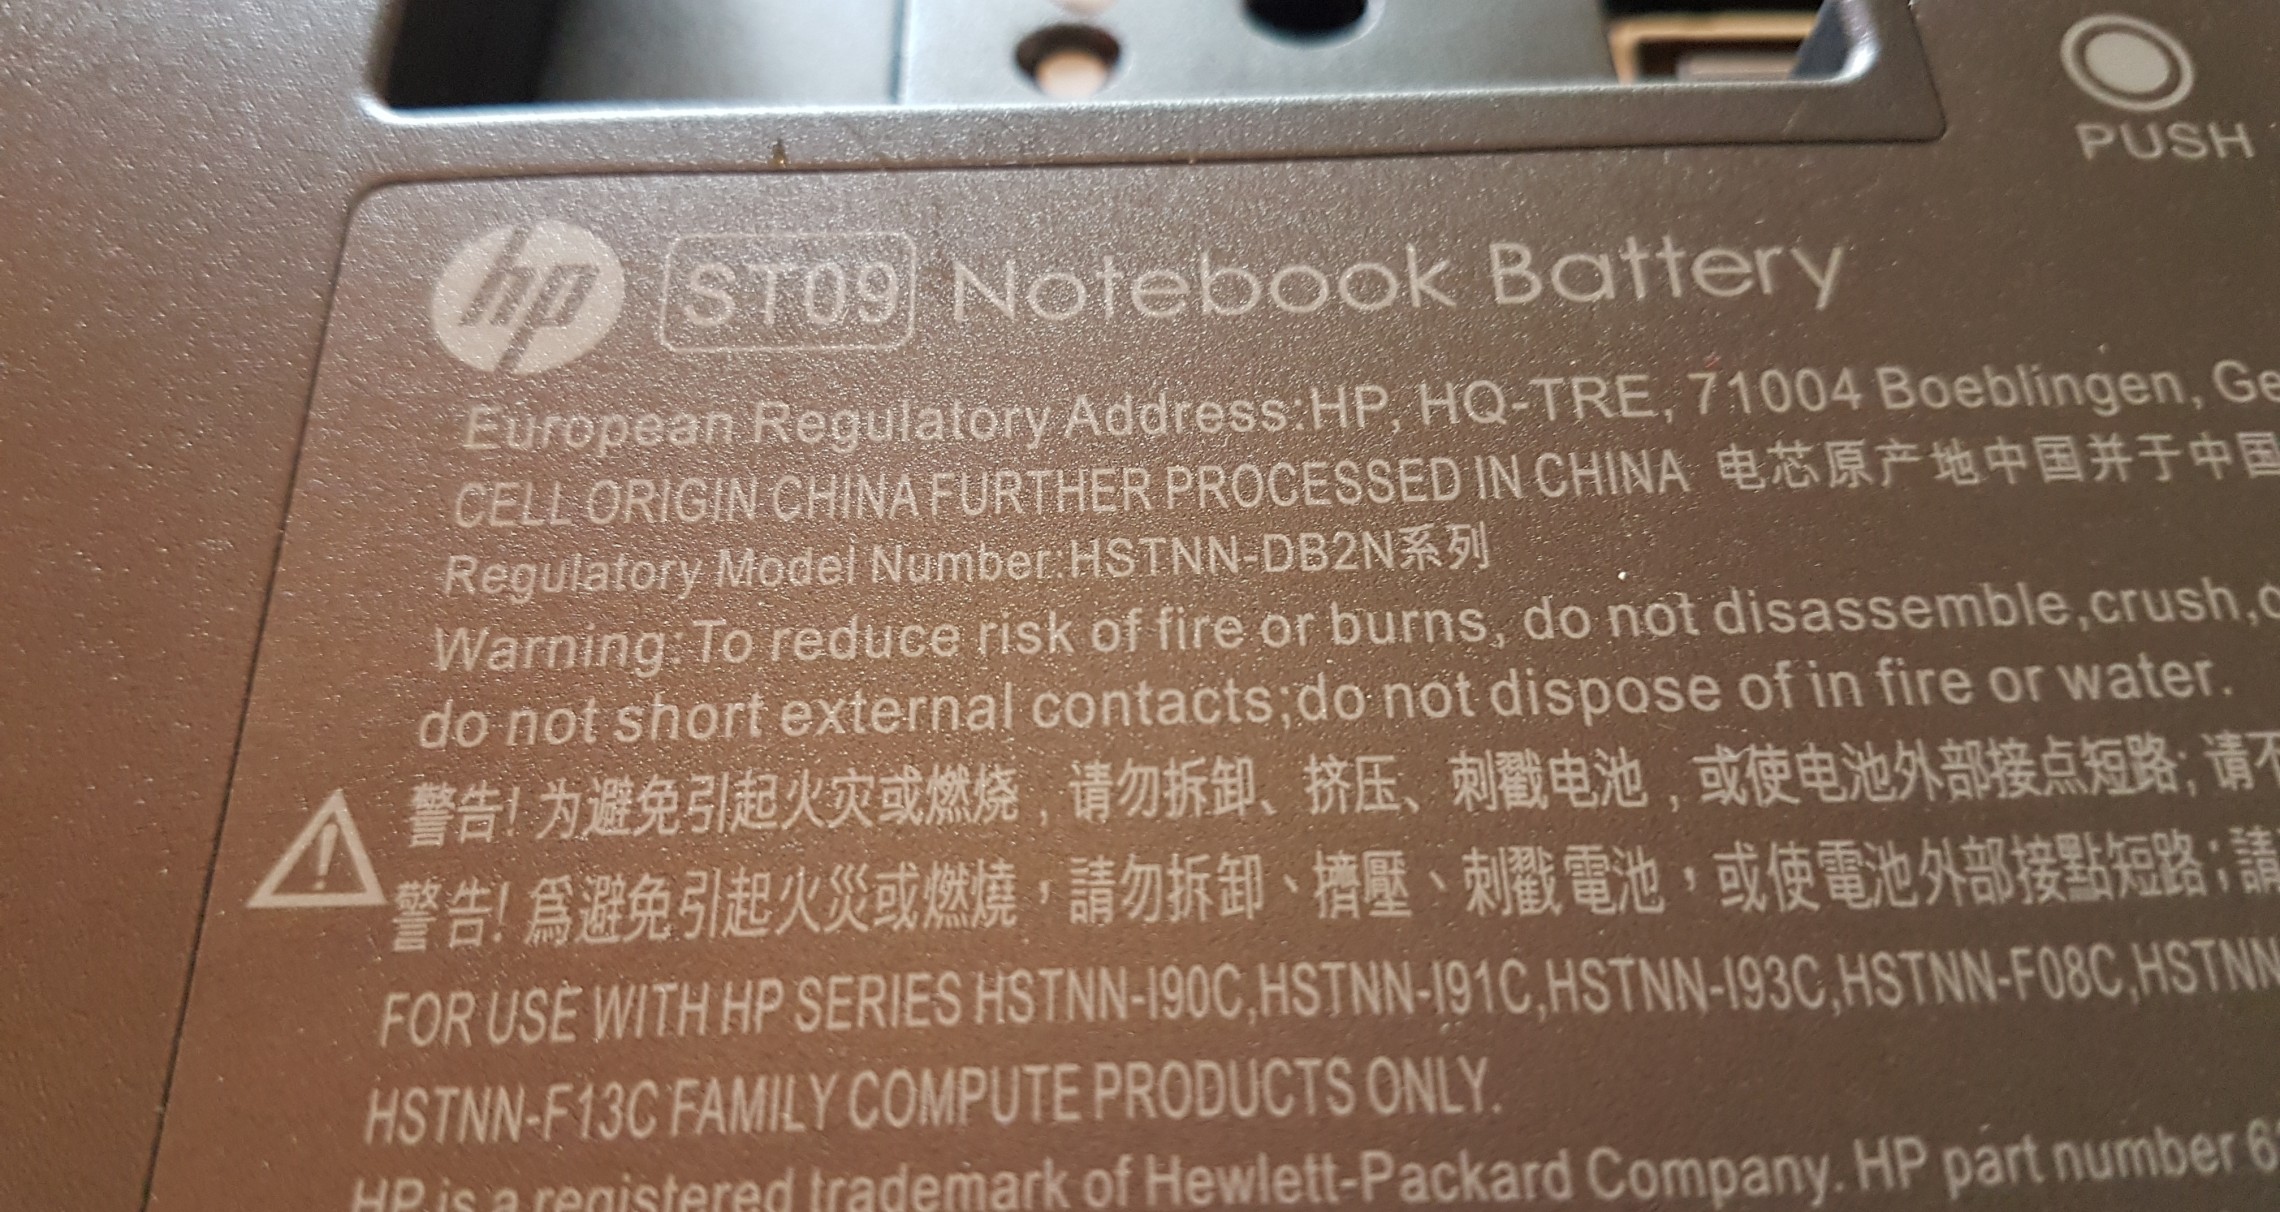 PUSH
hp ST09 Notebook Battery
European Regulatory Address:HP, HQ-TRE, 71004 Boeblingen, Ge
CELL ORIGIN CHINA FURTHER PROCESSED IN CHINA 电芯原产地中国并于中国
Regulatory Model Number:HSTNN-DB2N系列
Warning:To reduce risk of fire or burns, do not disassemble,crush,
do not short external contacts;do not dispose of in fire or water.
警告!为避免引起火灾或燃烧,请勿拆卸、挤压、刺戳电池,或使电池外部接点短路;请不
警告!爲避免引起火災或燃燒,請勿拆卸、擠壓、刺戳電池,或使電池外部接點短路;請
FOR USE WITH HP SERIES HSTNN-I90C,HSTNN-I91C,HSTNN-I93C,HSTNN-F08C,HSTNN
HSTNN-F13C FAMILY COMPUTE PRODUCTS ONLY.
HP is a registered trademark of Hewlett-Packard Company. HP part number 6